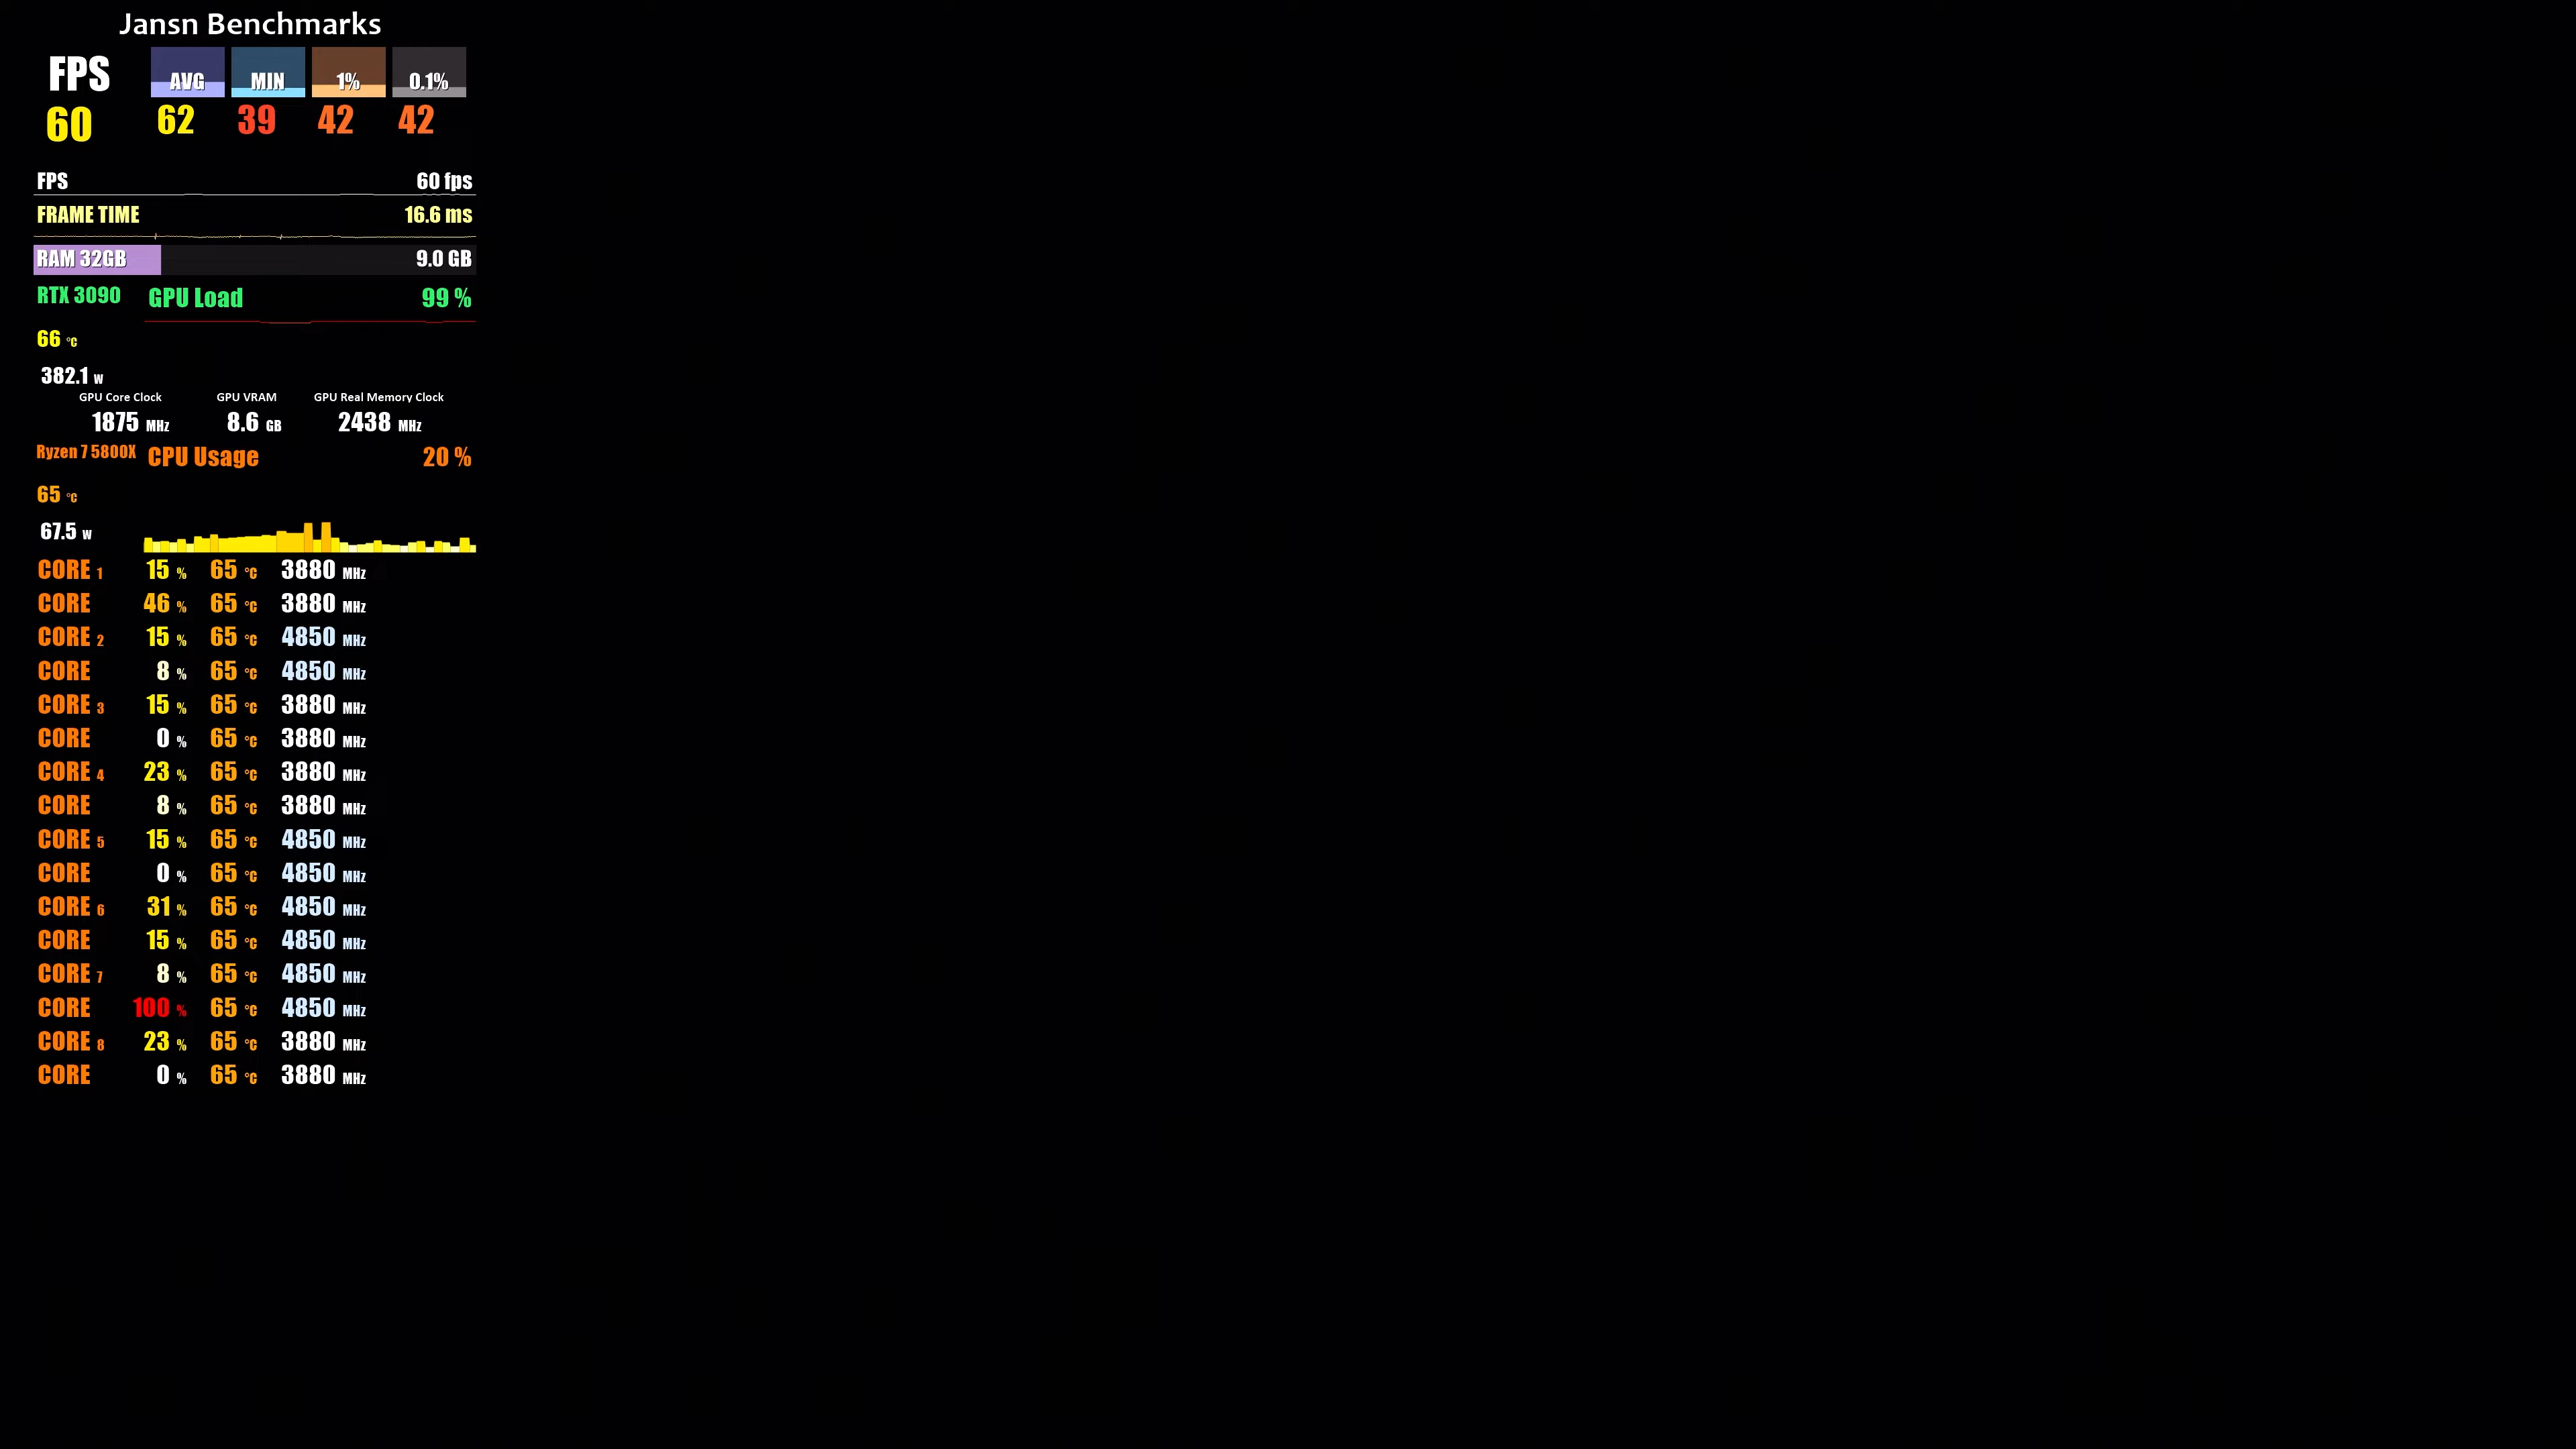 Jansn Benchmarks
FPS AVG MIN 1% 0.1%
60 62 39 42 42
FPS 60 fps
FRAME TIME 16.6 ms
RAM 32GB 9.0 GB
RTX 3090 GPU Load 99 %
66 °C
382.1 W
GPU Core Clock GPU VRAM GPU Real Memory Clock
1875 MHz 8.6 GB 2438 MHz
Ryzen 7 5800X CPU Usage 20 %
65 °C
67.5 W
CORE 1 15 % 65 °C 3880 MHz
CORE 46 % 65 °C 3880 MHz
CORE 2 15 % 65 °C 4850 MHz
CORE 8 % 65 °C 4850 MHz
CORE 3 15 % 65 °C 3880 MHz
CORE 0 % 65 °C 3880 MHz
CORE 4 23 % 65 °C 3880 MHz
CORE 8 % 65 °C 3880 MHz
CORE 5 15 % 65 °C 4850 MHz
CORE 0 % 65 °C 4850 MHz
CORE 6 31 % 65 °C 4850 MHz
CORE 15 % 65 °C 4850 MHz
CORE 7 8 % 65 °C 4850 MHz
CORE 100 % 65 °C 4850 MHz
CORE 8 23 % 65 °C 3880 MHz
CORE 0 % 65 °C 3880 MHz